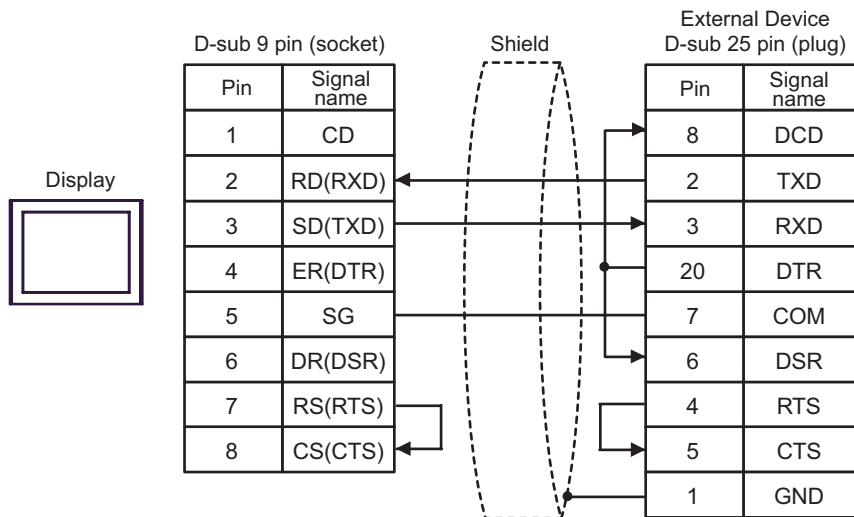 External Device
D-sub 9 pin (socket) Shield D-sub 25 pin (plug)
Pin Signal name Pin Signal name
1 CD 8 DCD
Display
2 RD(RXD) 2 TXD
3 SD(TXD) 3 RXD
4 ER(DTR) 20 DTR
5 SG 7 COM
6 DR(DSR) 6 DSR
7 RS(RTS) 4 RTS
8 CS(CTS) 5 CTS
1 GND